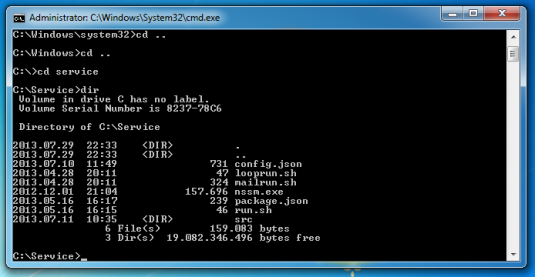 Administrator: C:\Windows\System32\cmd.exe
C:\Windows\system32>cd ..
C:\Windows>cd ..
C:\>cd service
C:\Service>dir
Volume in drive C has no label.
Volume Serial Number is 8237-78C6
Directory of C:\Service
2013.07.29 22:33 <DIR> .
2013.07.29 22:33 <DIR> ..
2013.07.10 11:49 731 config.json
2013.04.28 20:11 47 looprun.sh
2013.04.28 20:11 324 mailrun.sh
2012.12.01 21:04 157.696 nssm.exe
2013.05.16 16:17 239 package.json
2013.05.16 16:15 46 run.sh
2013.07.11 10:35 <DIR> src
6 File(s) 159.083 bytes
3 Dir(s) 19.082.346.496 bytes free
C:\Service>_